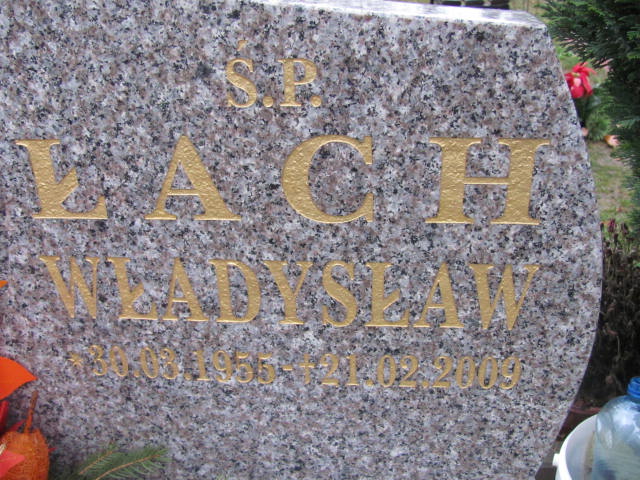 Ś.P.
ŁACH
WŁADYSŁAW
*30.03.1955-†21.02.2009